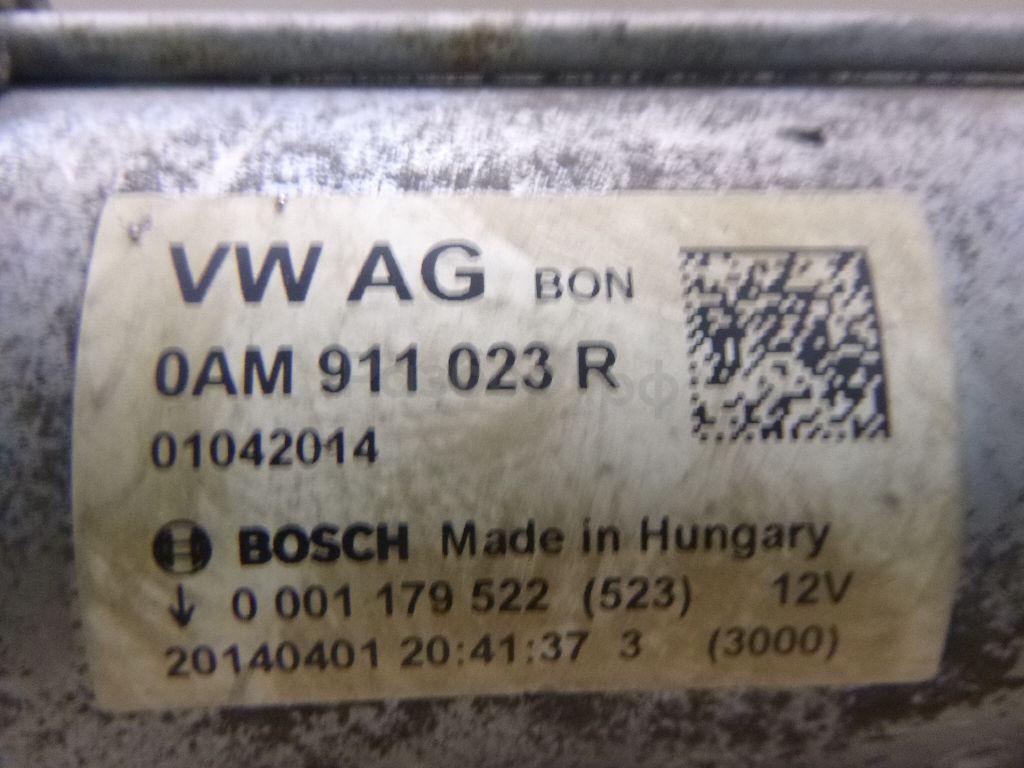 VW AG BON
0AM 911 023 R
01042014
BOSCH Made in Hungary
↓ 0 001 179 522 (523) 12V
20140401 20:41:37 3 (3000)